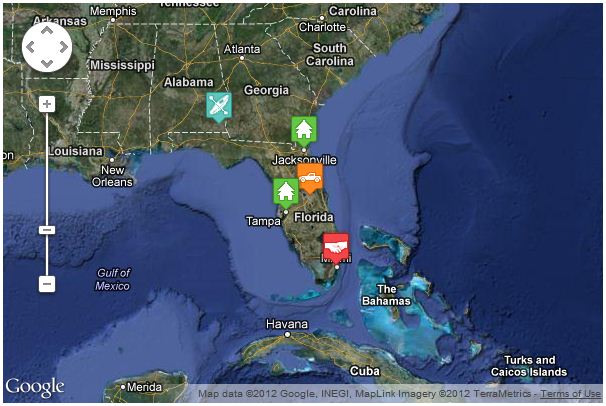 Tennessee
Arkansas
Memphis
Carolina
Charlotte
Atlanta
South
Carolina
Mississippi
Alabama
Georgia
Louisiana
New
Orleans
Jacksonville
Tampa
Florida
Gulf of
Mexico
The
Bahamas
Havana
Cuba
Turks and
Caicos Islands
Merida
Google
Map data ©2012 Google, INEGI, MapLink Imagery ©2012 TerraMetrics - Terms of Use